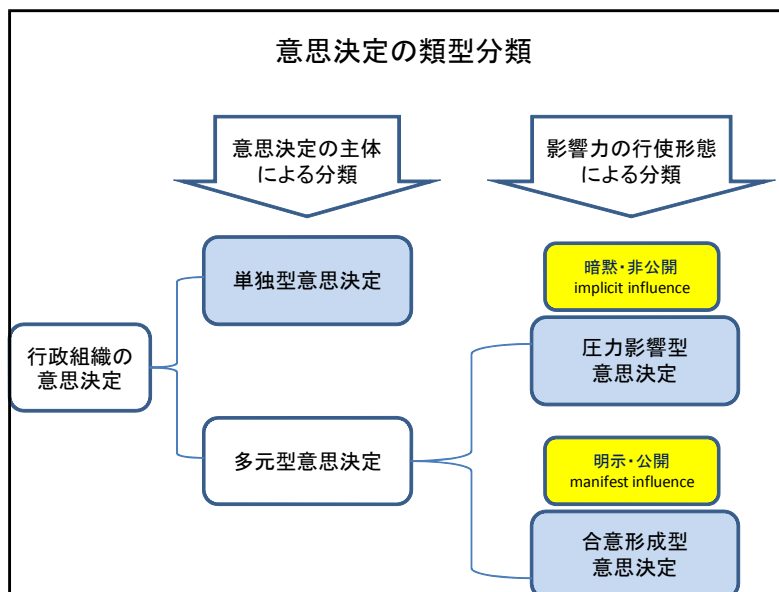 意思決定の類型分類
意思決定の主体
による分類
影響力の行使形態
による分類
単独型意思決定
暗黙・非公開
implicit influence
行政組織の
意思決定
圧力影響型
意思決定
多元型意思決定
明示・公開
manifest influence
合意形成型
意思決定